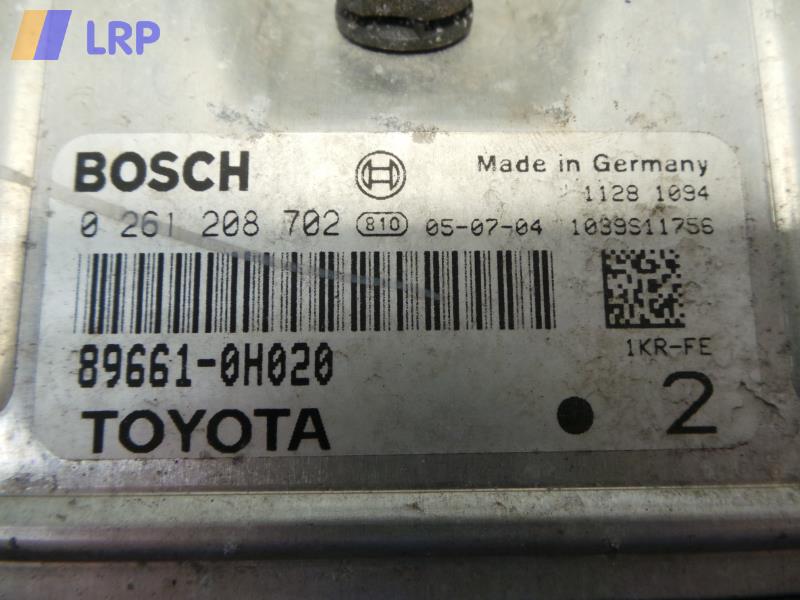 LRP
BOSCH
Made in Germany
1128 1094
0 261 208 702 810 05-07-04 1039S11756
89661-0H020
1KR-FE
TOYOTA
2